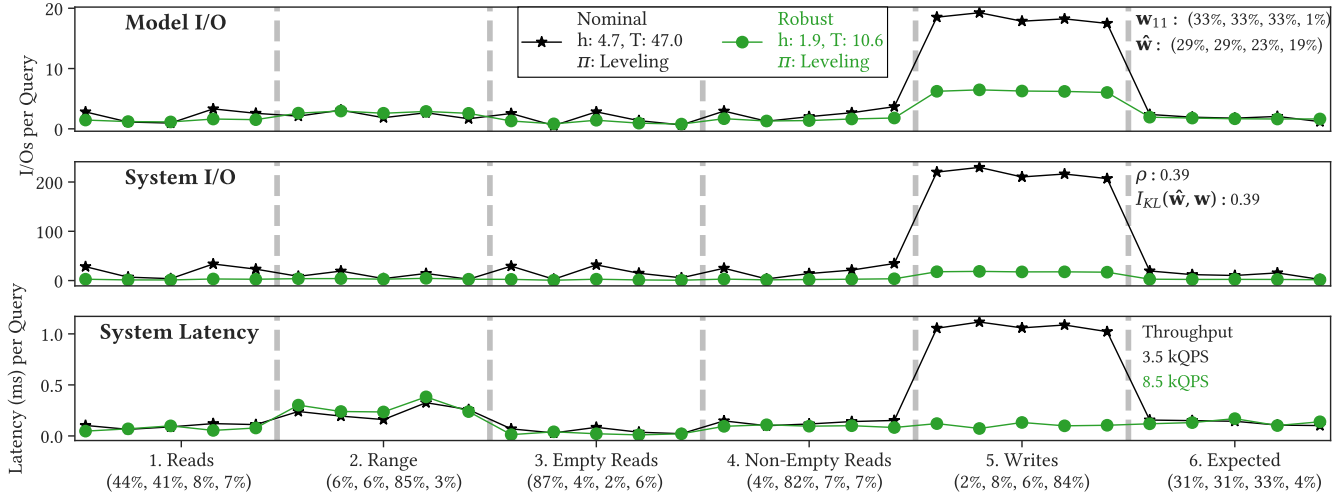 Model I/O
Nominal
h: 4.7, T: 47.0
π: Leveling
Robust
h: 1.9, T: 10.6
π: Leveling
w₁₁ : (33%, 33%, 33%, 1%)
ŵ : (29%, 29%, 23%, 19%)
20
10
0
I/Os per Query
System I/O
ρ : 0.39
I_KL(ŵ, w) : 0.39
200
100
0
System Latency
Throughput
3.5 kQPS
8.5 kQPS
1.0
0.5
0.0
Latency (ms) per Query
1. Reads
(44%, 41%, 8%, 7%)
2. Range
(6%, 6%, 85%, 3%)
3. Empty Reads
(87%, 4%, 2%, 6%)
4. Non-Empty Reads
(4%, 82%, 7%, 7%)
5. Writes
(2%, 8%, 6%, 84%)
6. Expected
(31%, 31%, 33%, 4%)